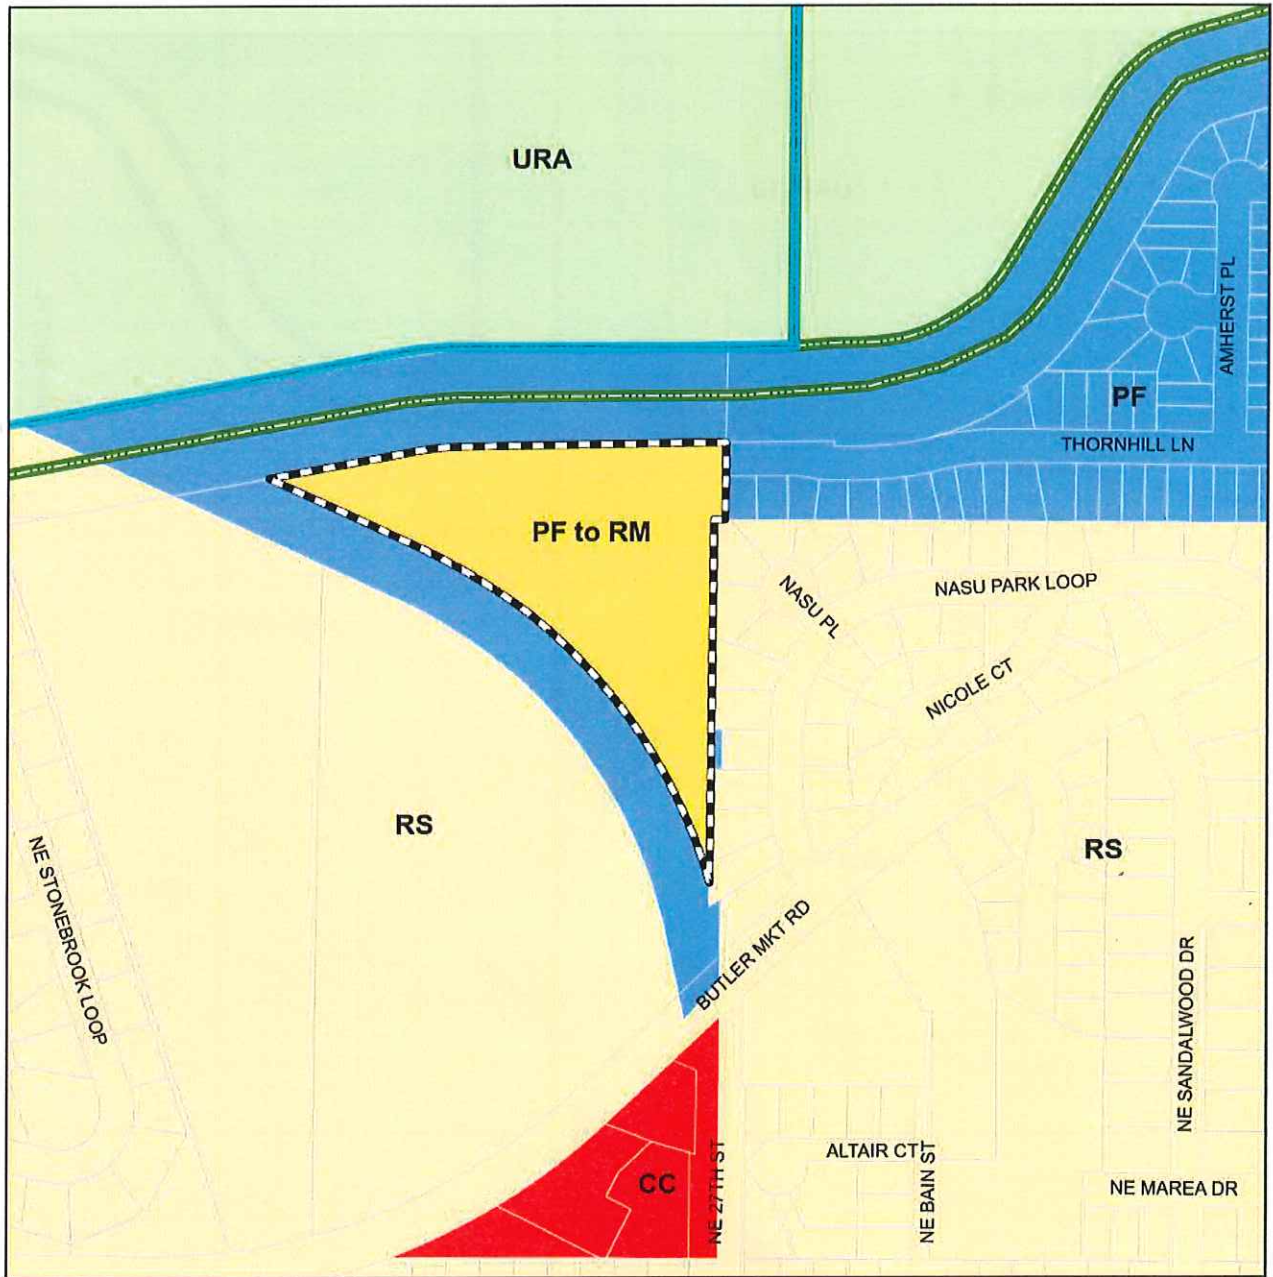 URA
AMHERST PL
PF
THORNHILL LN
PF to RM
NASU PL
NASU PARK LOOP
NICOLE CT
RS
RS
NE STONEBROOK LOOP
BUTLER MKT RD
NE SANDALWOOD DR
CC
NE 27TH ST
ALTAIR CT
NE BAIN ST
NE MAREA DR